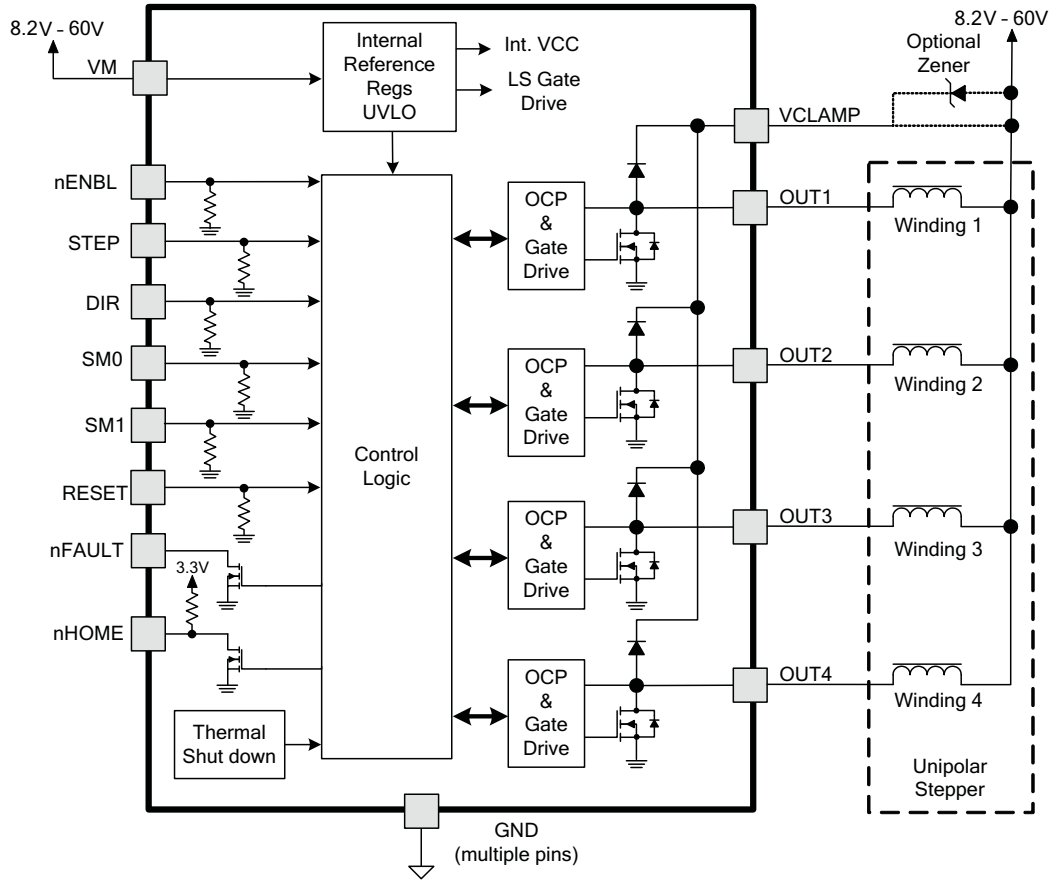 8.2V - 60V
VM
Internal
Reference
Regs
UVLO
Int. VCC
LS Gate
Drive
8.2V - 60V
Optional
Zener
VCLAMP
nENBL
STEP
DIR
SM0
SM1
RESET
nFAULT
3.3V
nHOME
Control
Logic
Thermal
Shut down
OCP
&
Gate
Drive
OUT1
Winding 1
OCP
&
Gate
Drive
OUT2
Winding 2
OCP
&
Gate
Drive
OUT3
Winding 3
OCP
&
Gate
Drive
OUT4
Winding 4
Unipolar
Stepper
GND
(multiple pins)